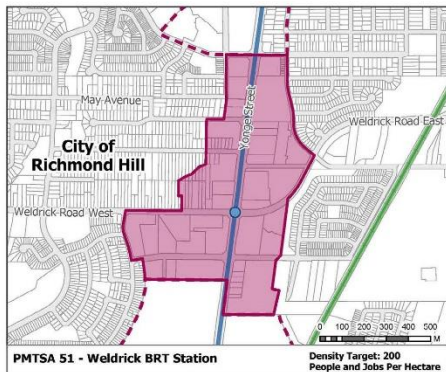 May Avenue
Yonge Street
Weldrick Road East
City of
Richmond Hill
Weldrick Road West
0 100 200 300 400 500
M
PMTSA 51 - Weldrick BRT Station
Density Target: 200
People and Jobs Per Hectare